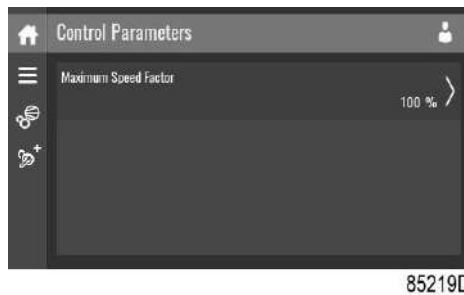 Control Parameters
Maximum Speed Factor
100 %
85219D